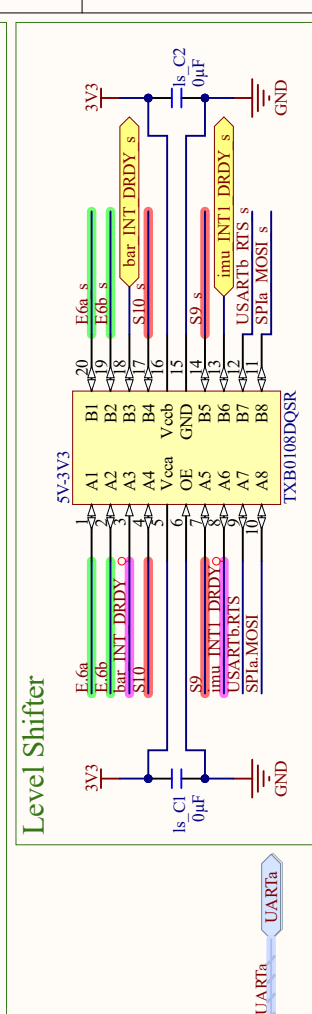 Level Shifter
3V3
ls_C1
0µF
GND
E.6a
E.6b
bar_INT_DRDY
S10
S9
imu_INT1_DRDY
USARTb.RTS
SPIa.MOSI
1
2
3
4
5
6
7
8
9
10
5V-3V3
A1
A2
A3
A4
Vcca
OE
A5
A6
A7
A8
B1
B2
B3
B4
Vccb
GND
B5
B6
B7
B8
TXB0108DQSR
20
19
18
17
16
15
14
13
12
11
E6a_s
E6b_s
bar_INT_DRDY_s
S10_s
S9_s
imu_INT1_DRDY_s
USARTb_RTS_s
SPIa_MOSI_s
3V3
ls_C2
0µF
GND
UARTa
UARTa